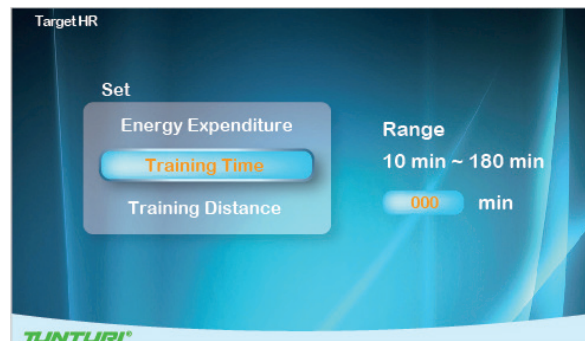 Target HR
Set
Energy Expenditure
Training Time
Training Distance
Range
10 min ~ 180 min
000 min
TUNTURI®